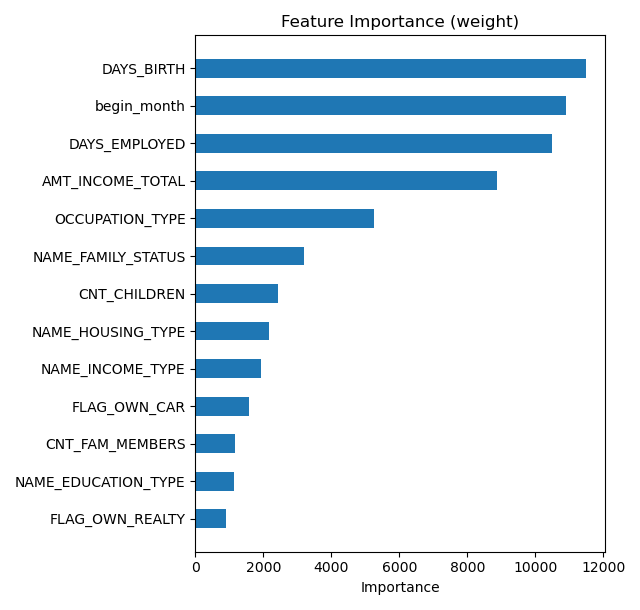 Feature Importance (weight)
DAYS_BIRTH
begin_month
DAYS_EMPLOYED
AMT_INCOME_TOTAL
OCCUPATION_TYPE
NAME_FAMILY_STATUS
CNT_CHILDREN
NAME_HOUSING_TYPE
NAME_INCOME_TYPE
FLAG_OWN_CAR
CNT_FAM_MEMBERS
NAME_EDUCATION_TYPE
FLAG_OWN_REALTY
0 2000 4000 6000 8000 10000 12000
Importance